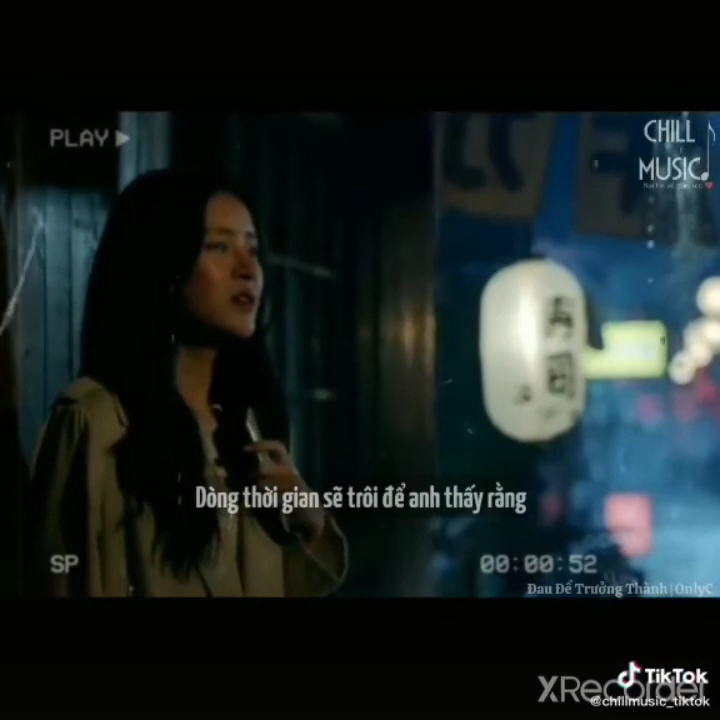 PLAY
CHILL
MUSIC
Dòng thời gian sẽ trôi để anh thấy rằng
SP
00:00:52
Đau Để Trưởng Thành | OnlyC
TikTok
XRecorder
@chillmusic_tiktok